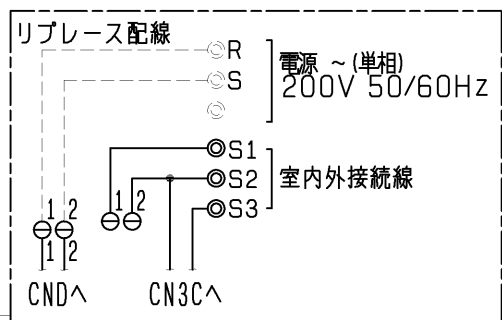 リプレース配線
R
電源 ～(単相)
S
200V 50/60Hz
S1
1 2
S2
室内外接続線
S3
1 2
1 2
CNDへ
CN3Cへ